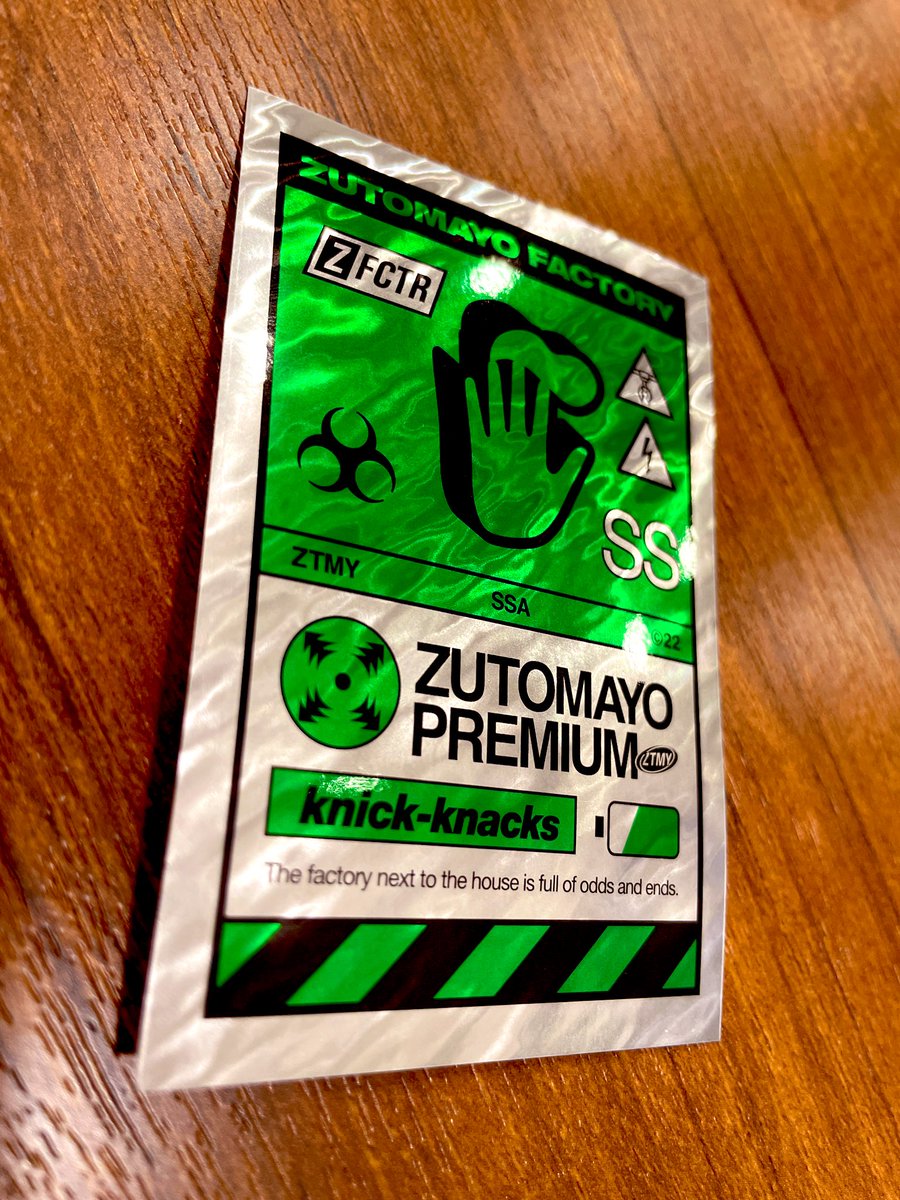 ZUTOMAYO FACTORY
Z FCTR
SS
ZTMY
SSA
©22
ZUTOMAYO
PREMIUM
ZTMY
knick-knacks
The factory next to the house is full of odds and ends.